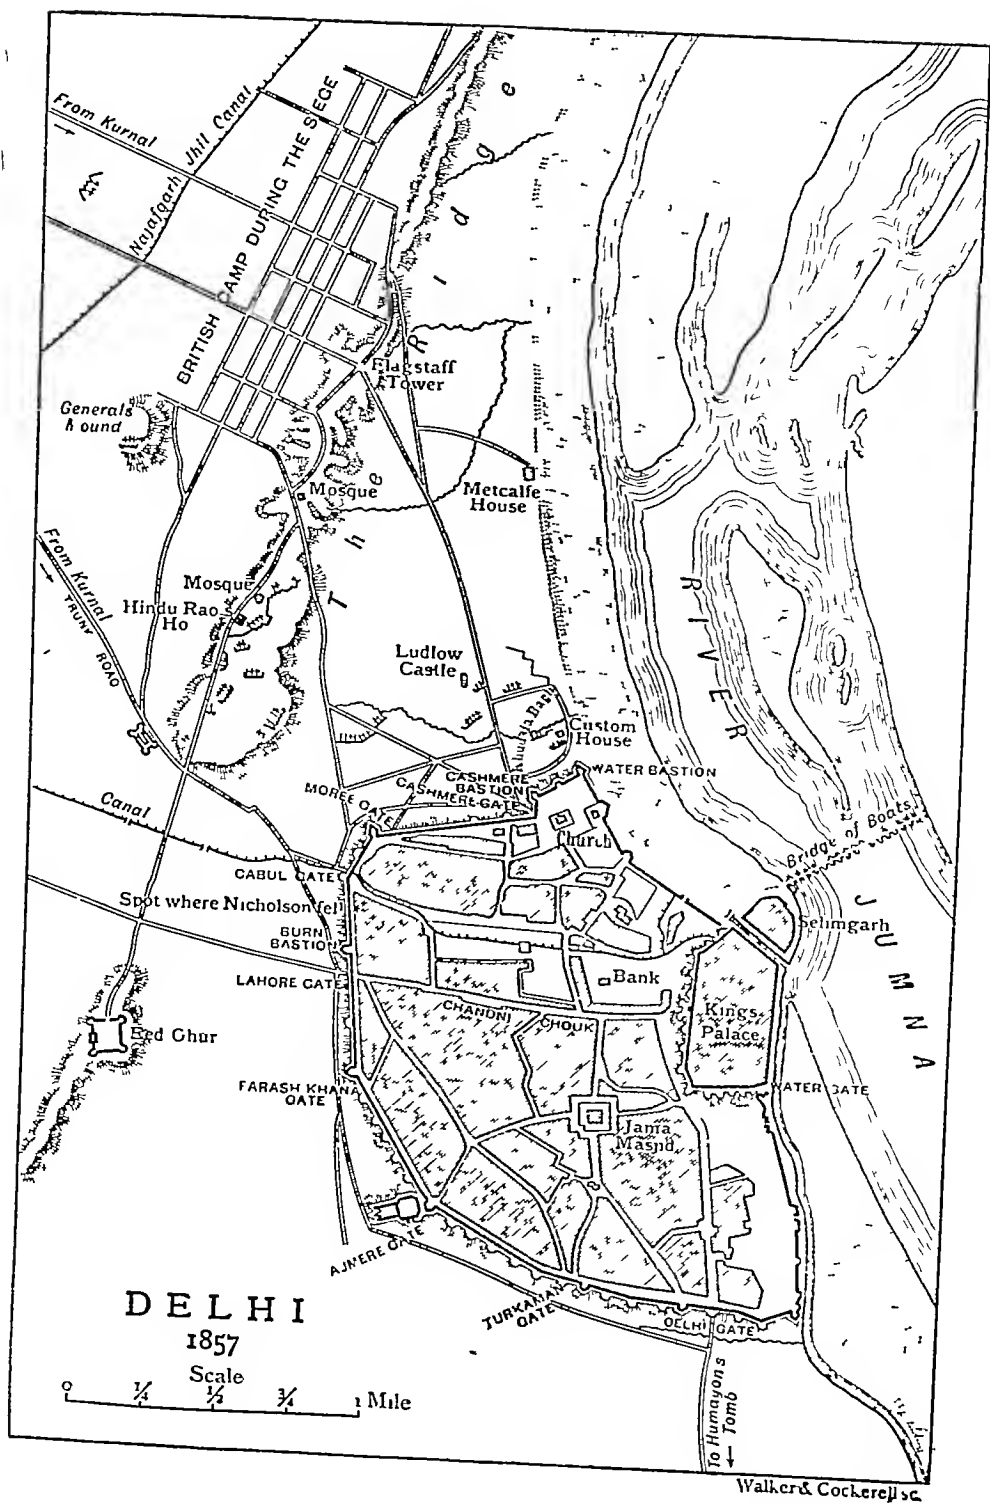 From Kurnal
Najafgarh Jhil Canal
BRITISH CAMP DURING THE SIEGE
The Ridge
Flagstaff
Tower
Generals
Mosque
Metcalfe
House
From Kurnal
TRUNK ROAD
Mosque
Hindu Rao s
Ho
Ludlow
Castle
Khudsja Bagh
Custom
House
RIVER JUMNA
CASHMERE
BASTION
CASHMERE GATE
WATER BASTION
MOREE GATE
Canal
Church
Bridge
of Boats
CABUL GATE
Spot where Nicholson fell
BURN
BASTION
Selimgarh
LAHORE GATE
Bank
CHANDNI CHOUK
Kings
Palace
FARASH KHANA
GATE
WATER GATE
Jama
Masjid
AJMERE GATE
TURKAMAN
GATE
DELHI GATE
DELHI
1857
Scale
0 1/4 1/2 3/4 1 Mile
To Humayons
Tomb
Walker & Cockerell sc.